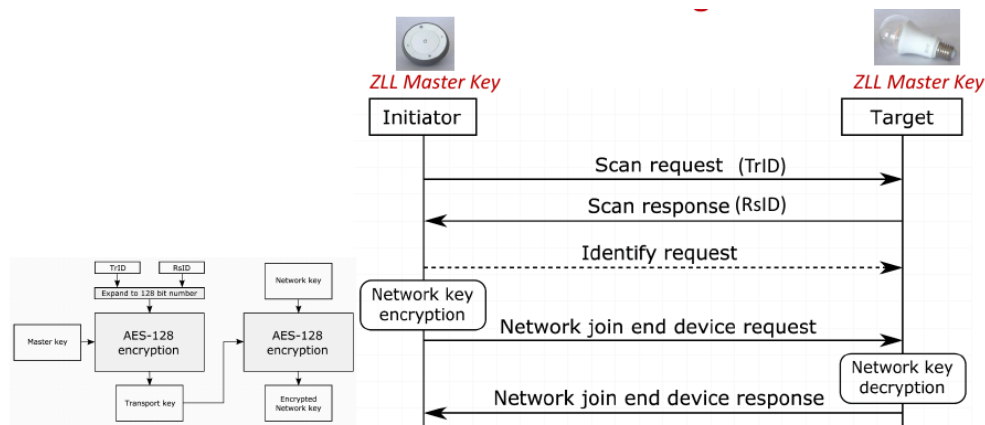 ZLL Master Key
ZLL Master Key
Initiator
Target
Scan request (TrID)
Scan response (RsID)
Identify request
Network key
encryption
Network join end device request
Network key
decryption
Network join end device response
TrID
RsID
Expand to 128 bit number
Network key
Master key
AES-128
encryption
AES-128
encryption
Transport key
Encrypted
Network key